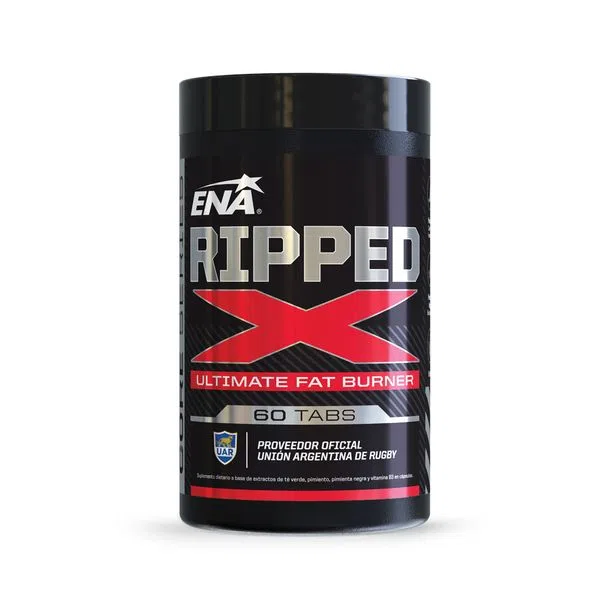 ENA®
RIPPED
X
ULTIMATE FAT BURNER
60 TABS
UAR
PROVEEDOR OFICIAL
UNIÓN ARGENTINA DE RUGBY
Suplemento dietario a base de extractos de té verde, pimiento, pimienta negra y vitamina B3 en cápsulas.